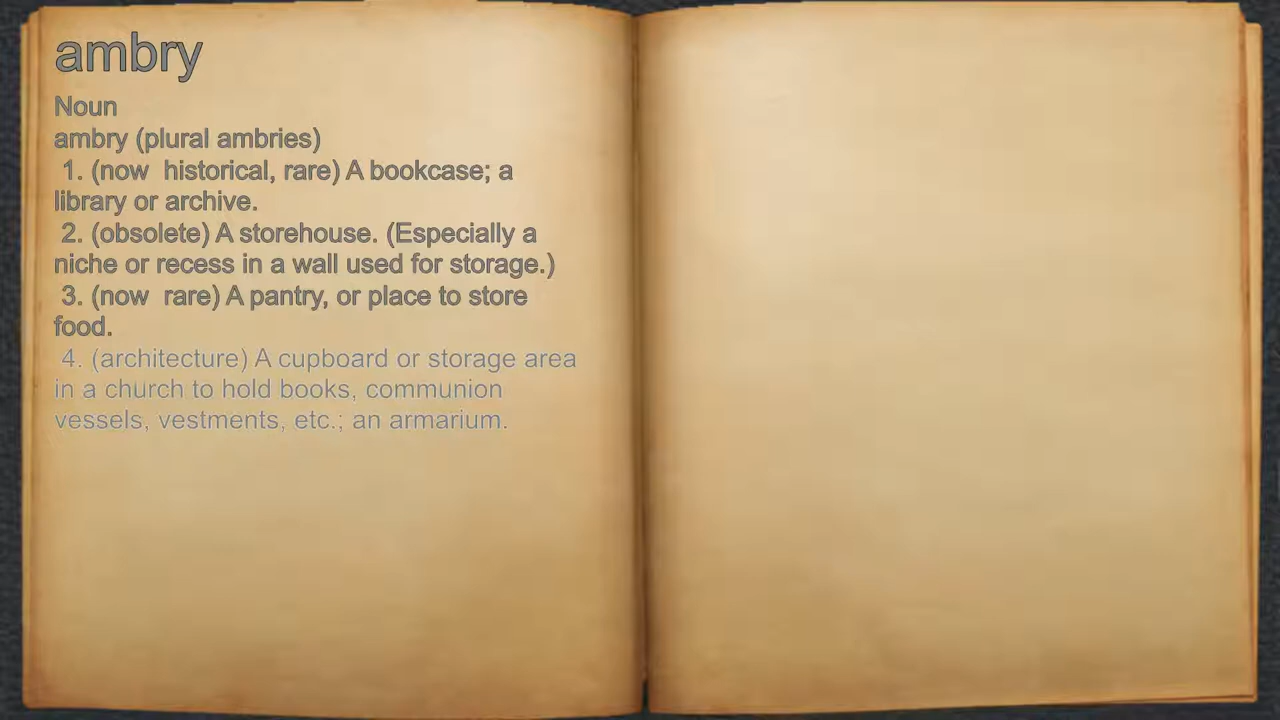 ambry
Noun
ambry (plural ambries)
1. (now  historical, rare) A bookcase; a
library or archive.
2. (obsolete) A storehouse. (Especially a
niche or recess in a wall used for storage.)
3. (now  rare) A pantry, or place to store
food.
4. (architecture) A cupboard or storage area
in a church to hold books, communion
vessels, vestments, etc.; an armarium.